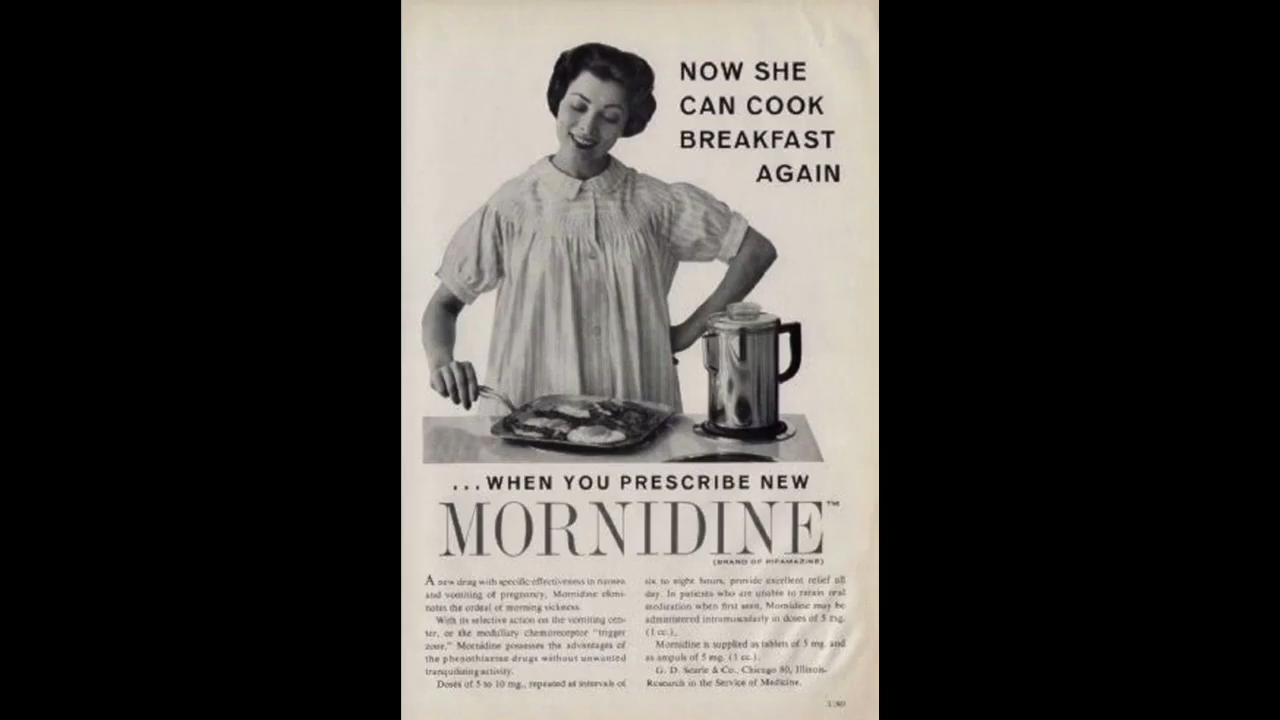 NOW SHE
CAN COOK
BREAKFAST
AGAIN
...WHEN YOU PRESCRIBE NEW
MORNIDINE™
(BRAND OF PIPAMAZINE)
A new drug with specific effectiveness in nausea
and vomiting of pregnancy, Mornidine elimi-
nates the ordeal of morning sickness.
With its selective action on the vomiting cen-
ter, or the medullary chemoreceptor "trigger
zone," Mornidine possesses the advantages of
the phenothiazine drugs without unwanted
tranquilizing activity.
Doses of 5 to 10 mg., repeated at intervals of
six to eight hours, provide excellent relief all
day. In patients who are unable to retain oral
medication when first seen, Mornidine may be
administered intramuscularly in doses of 5 mg.
(1 cc.).
Mornidine is supplied as tablets of 5 mg. and
as ampuls of 5 mg. (1 cc.).
G. D. Searle & Co., Chicago 80, Illinois.
Research in the Service of Medicine.